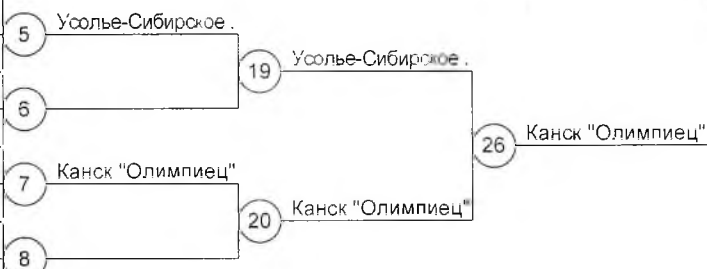 5 Усолье-Сибирское .
19 Усолье-Сибирское .
6
26 Канск "Олимпиец"
7 Канск "Олимпиец"
20 Канск "Олимпиец"
8